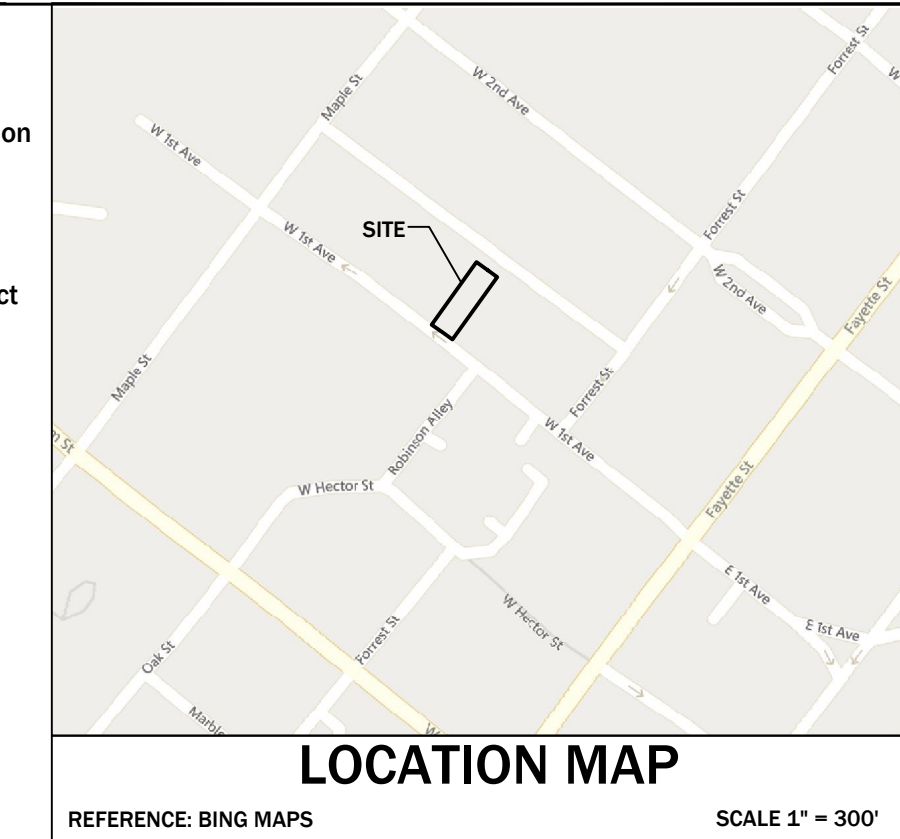 on
ct
Maple St
W 2nd Ave
Forrest St
W
W 1st Ave
SITE
W 1st Ave
Forrest St
W 2nd Ave
Fayette St
Maple St
Robinson Alley
Forrest St
W 1st Ave
W Hector St
Fayette St
E 1st Ave
E 1st Ave
W Hector St
Forrest St
Oak St
Marble
m St
W
LOCATION MAP
REFERENCE: BING MAPS
SCALE 1" = 300'